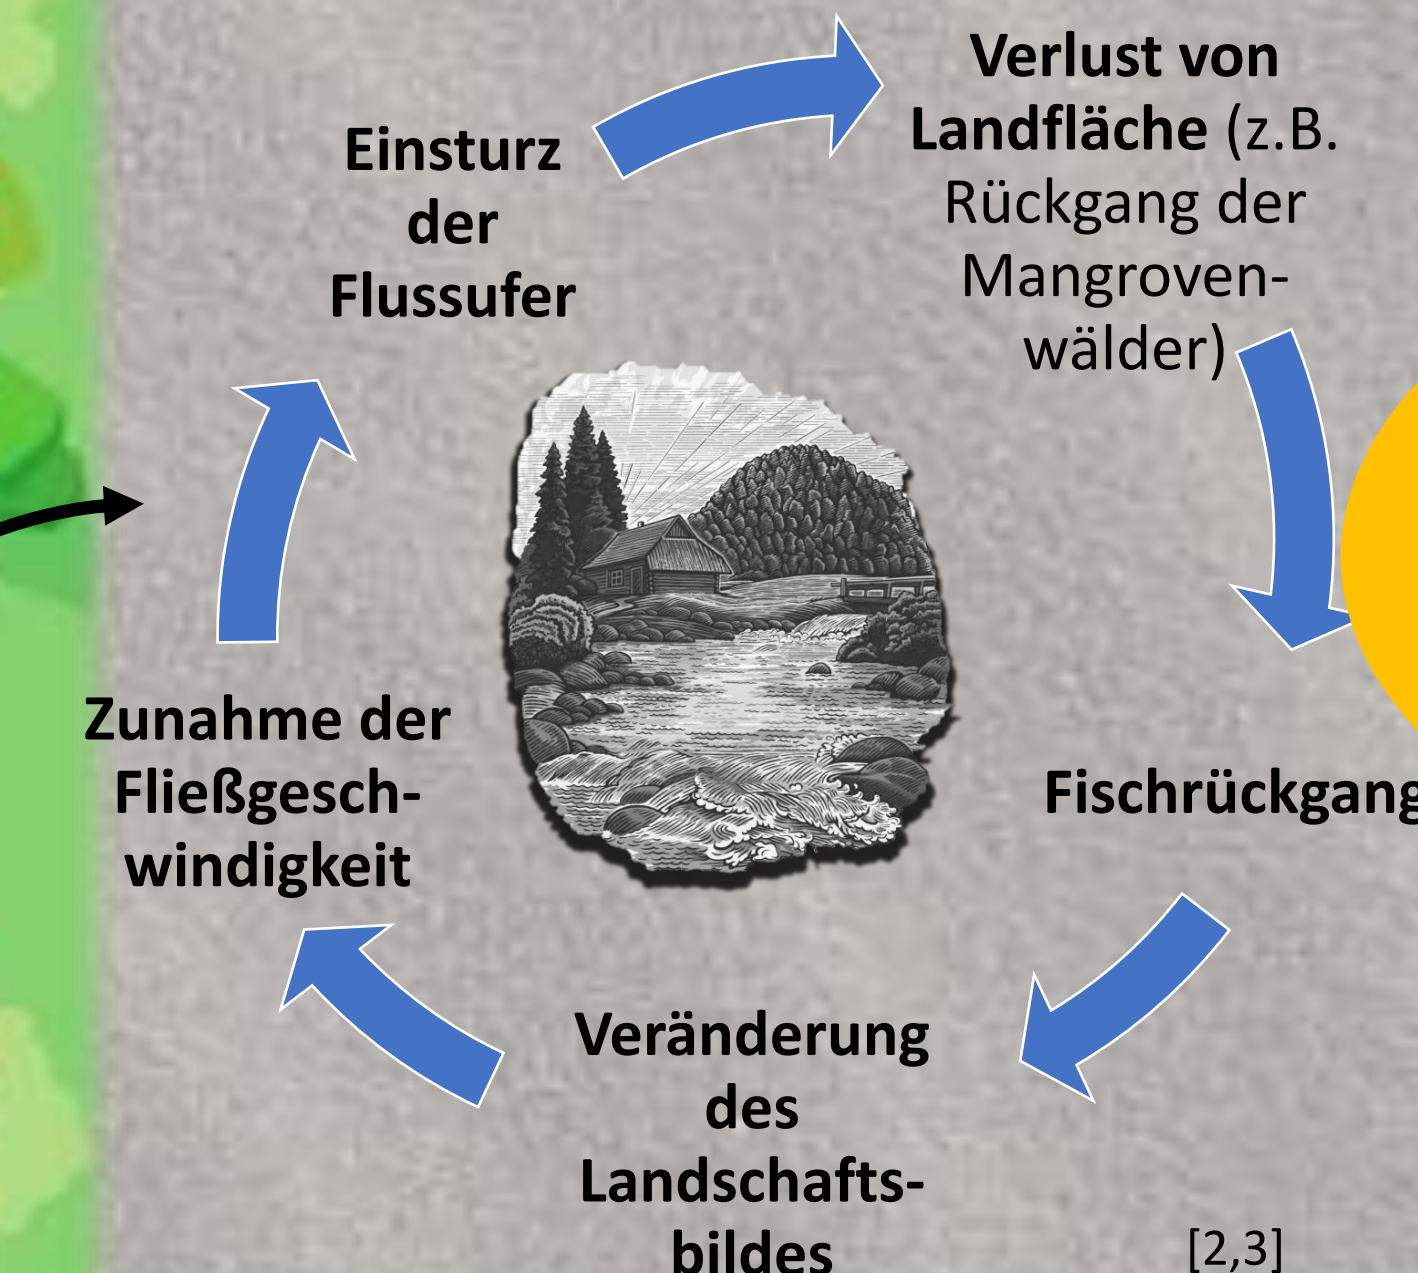 Einsturz
der
Flussufer
Verlust von
Landfläche (z.B.
Rückgang der
Mangroven-
wälder)
Fischrückgang
Veränderung
des
Landschafts-
bildes
Zunahme der
Fließgesch-
windigkeit
[2,3]